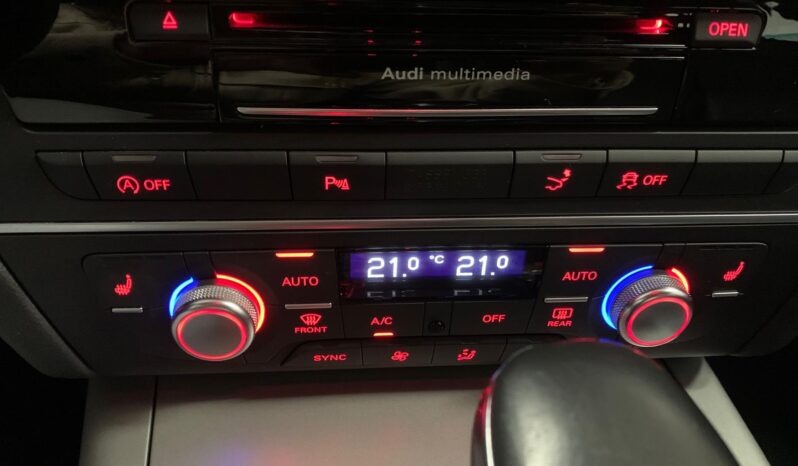 OPEN
Audi multimedia
A OFF
P
OFF
21.0 °C 21.0
AUTO
AUTO
FRONT
A/C
OFF
REAR
SYNC